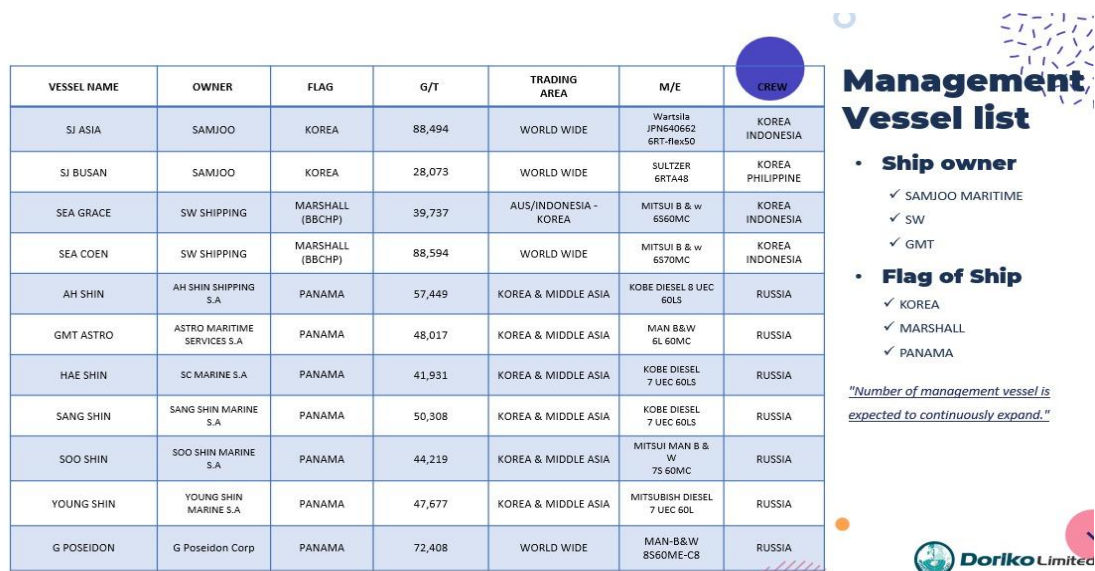 VESSEL NAME OWNER FLAG G/T TRADING AREA M/E CREW
SJ ASIA SAMJOO KOREA 88,494 WORLD WIDE Wartsila JPN640662 6RT-flex50 KOREA INDONESIA
SJ BUSAN SAMJOO KOREA 28,073 WORLD WIDE SULTZER 6RTA48 KOREA PHILIPPINE
SEA GRACE SW SHIPPING MARSHALL (BBCHP) 39,737 AUS/INDONESIA - KOREA MITSUI B & w 6S60MC KOREA INDONESIA
SEA COEN SW SHIPPING MARSHALL (BBCHP) 88,594 WORLD WIDE MITSUI B & w 6S70MC KOREA INDONESIA
AH SHIN AH SHIN SHIPPING S.A PANAMA 57,449 KOREA & MIDDLE ASIA KOBE DIESEL 8 UEC 60LS RUSSIA
GMT ASTRO ASTRO MARITIME SERVICES S.A PANAMA 48,017 KOREA & MIDDLE ASIA MAN B&W 6L 60MC RUSSIA
HAE SHIN SC MARINE S.A PANAMA 41,931 KOREA & MIDDLE ASIA KOBE DIESEL 7 UEC 60LS RUSSIA
SANG SHIN SANG SHIN MARINE S.A PANAMA 50,308 KOREA & MIDDLE ASIA KOBE DIESEL 7 UEC 60LS RUSSIA
SOO SHIN SOO SHIN MARINE S.A PANAMA 44,219 KOREA & MIDDLE ASIA MITSUI MAN B & W 7S 60MC RUSSIA
YOUNG SHIN YOUNG SHIN MARINE S.A PANAMA 47,677 KOREA & MIDDLE ASIA MITSUBISH DIESEL 7 UEC 60L RUSSIA
G POSEIDON G Poseidon Corp PANAMA 72,408 WORLD WIDE MAN-B&W 8S60ME-C8 RUSSIA
Management
Vessel list
• Ship owner
✓ SAMJOO MARITIME
✓ SW
✓ GMT
• Flag of Ship
✓ KOREA
✓ MARSHALL
✓ PANAMA
"Number of management vessel is
expected to continuously expand."
Doriko Limited